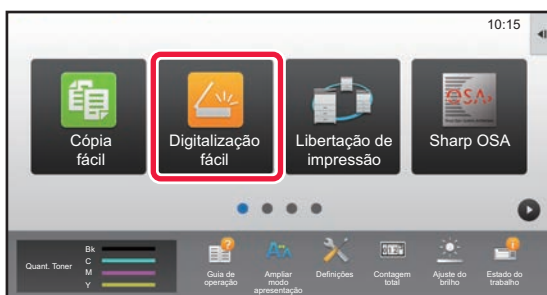 10:15
Cópia
fácil
Digitalização
fácil
Libertação de
impressão
OSA
Sharp OSA
Quant. Toner
Bk
C
M
Y
Guia de
operação
Ampliar
modo
apresentação
Definições
Contagem
total
Ajuste do
brilho
Estado do
trabalho